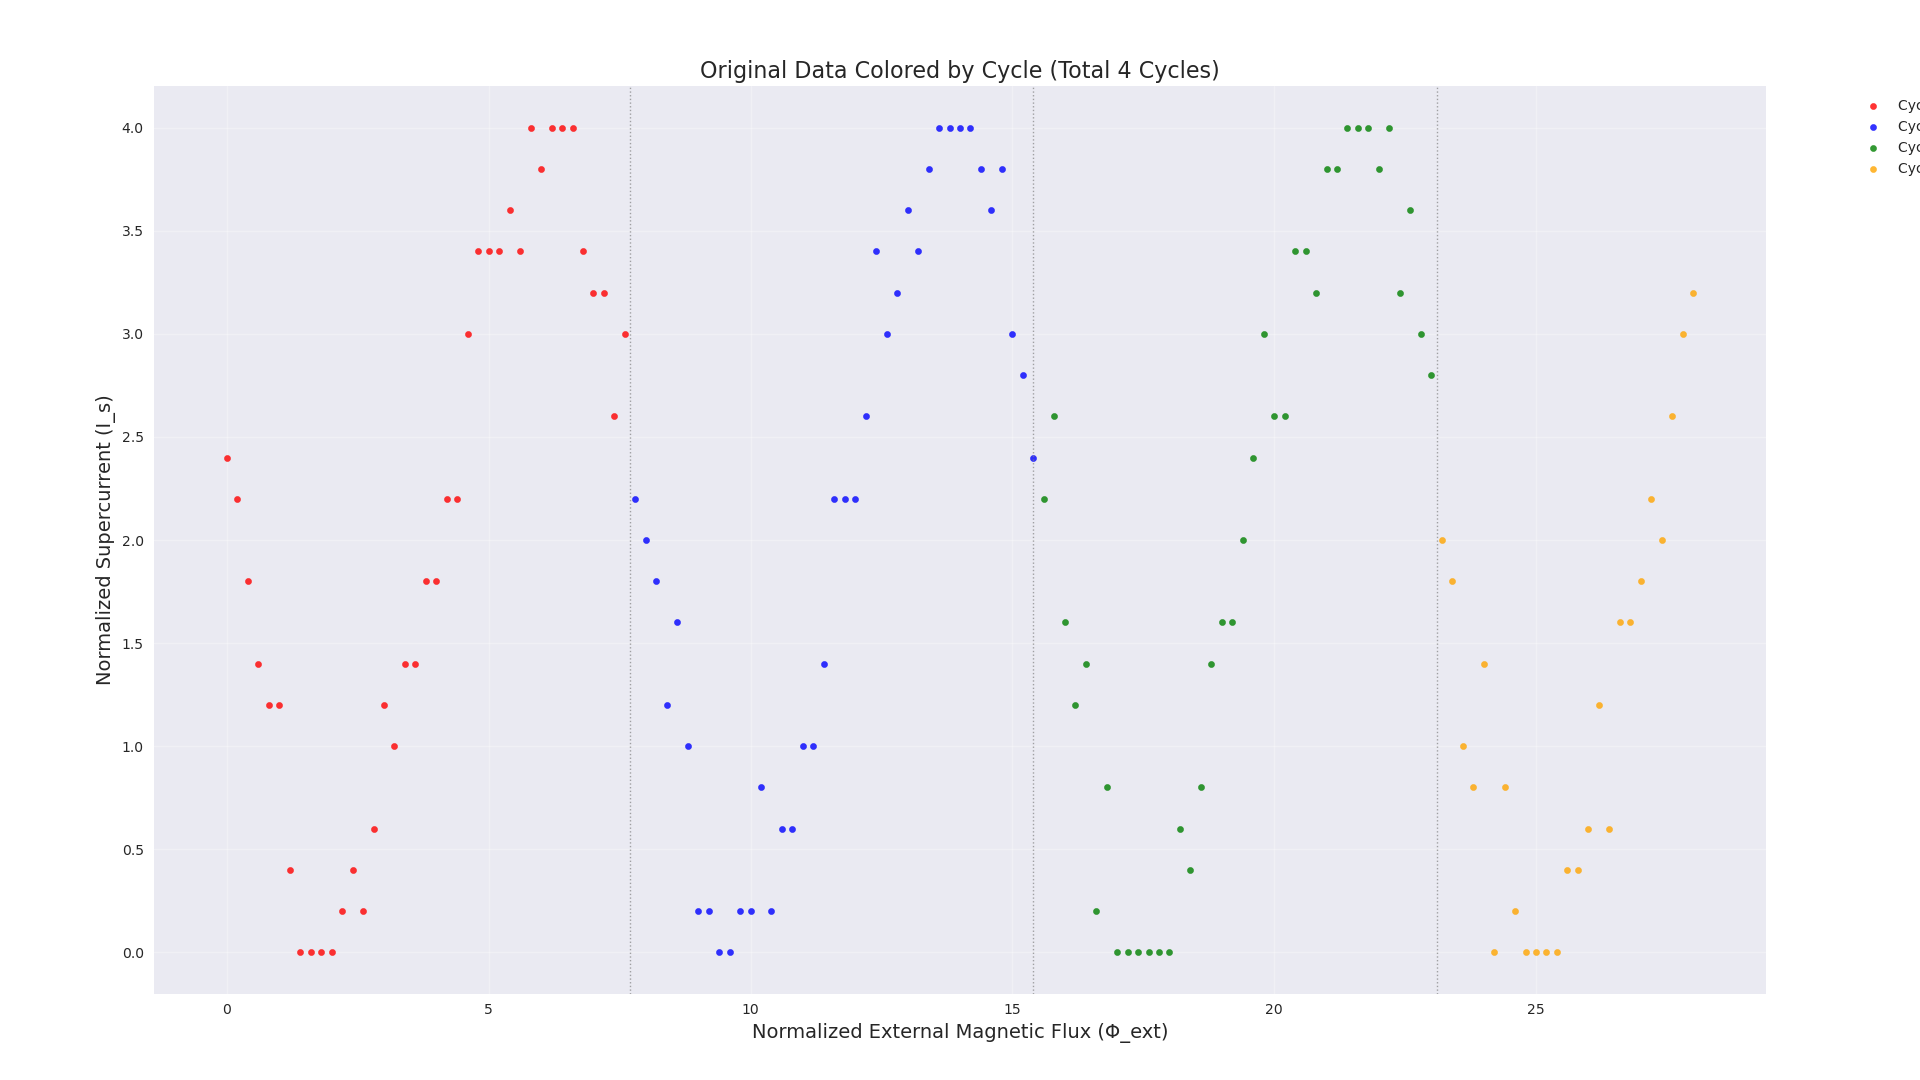 Original Data Colored by Cycle (Total 4 Cycles)
Normalized Supercurrent (I_s)
4.0
3.5
3.0
2.5
2.0
1.5
1.0
0.5
0.0
0
5
10
15
20
25
Normalized External Magnetic Flux (Φ_ext)
Cyc
Cyc
Cyc
Cyc